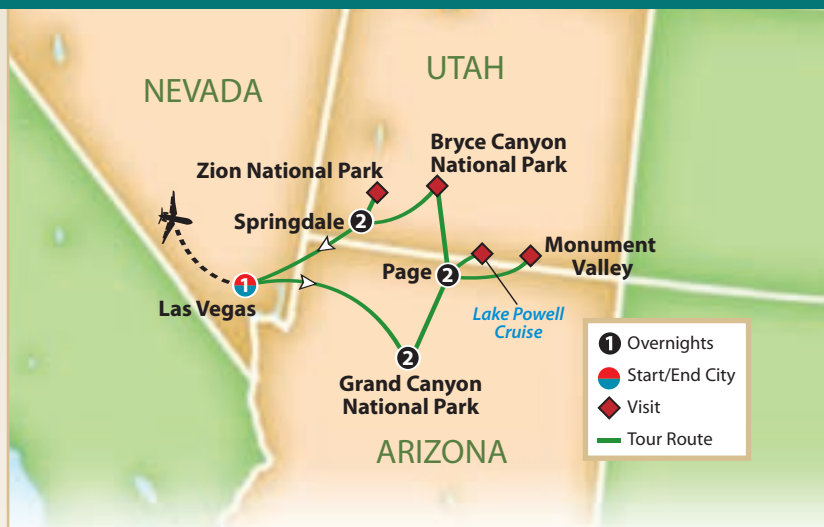 NEVADA
UTAH
Bryce Canyon
National Park
Zion National Park
Springdale
2
Monument
Valley
Page
2
1
Las Vegas
Lake Powell
Cruise
2
Grand Canyon
National Park
ARIZONA
1 Overnights
Start/End City
Visit
Tour Route